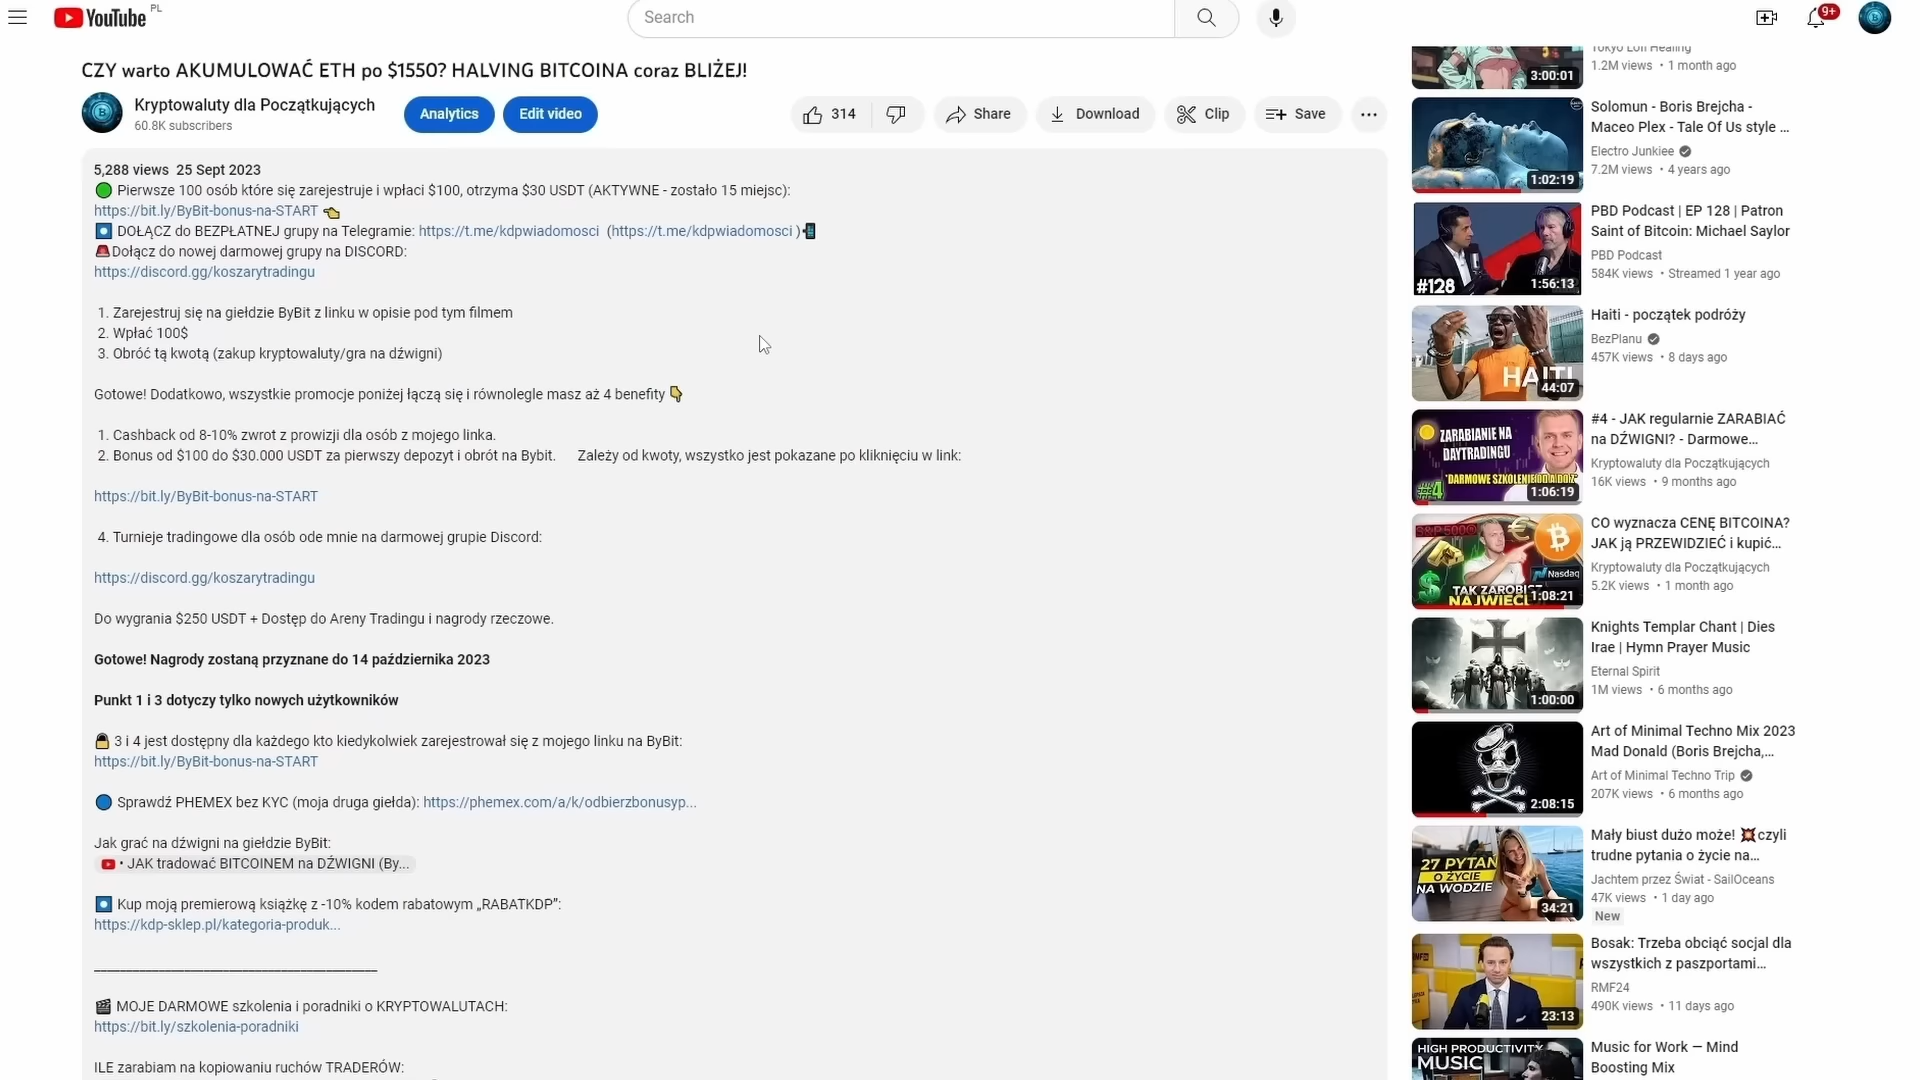 YouTube PL
Search
9+
CZY warto AKUMULOWAĆ ETH po $1550? HALVING BITCOINA coraz BLIŻEJ!
Kryptowaluty dla Początkujących
60.8K subscribers
Analytics
Edit video
314
Share
Download
Clip
Save
5,288 views 25 Sept 2023
Pierwsze 100 osób które się zarejestruje i wpłaci $100, otrzyma $30 USDT (AKTYWNE - zostało 15 miejsc):
https://bit.ly/ByBit-bonus-na-START
DOŁĄCZ do BEZPŁATNEJ grupy na Telegramie: https://t.me/kdpwiadomosci (https://t.me/kdpwiadomosci )
Dołącz do nowej darmowej grupy na DISCORD:
https://discord.gg/koszarytradingu
1. Zarejestruj się na giełdzie ByBit z linku w opisie pod tym filmem
2. Wpłać 100$
3. Obróć tą kwotą (zakup kryptowaluty/gra na dźwigni)
Gotowe! Dodatkowo, wszystkie promocje poniżej łączą się i równolegle masz aż 4 benefity
1. Cashback od 8-10% zwrot z prowizji dla osób z mojego linka.
2. Bonus od $100 do $30.000 USDT za pierwszy depozyt i obrót na Bybit. Zależy od kwoty, wszystko jest pokazane po kliknięciu w link:
https://bit.ly/ByBit-bonus-na-START
4. Turnieje tradingowe dla osób ode mnie na darmowej grupie Discord:
https://discord.gg/koszarytradingu
Do wygrania $250 USDT + Dostęp do Areny Tradingu i nagrody rzeczowe.
Gotowe! Nagrody zostaną przyznane do 14 października 2023
Punkt 1 i 3 dotyczy tylko nowych użytkowników
3 i 4 jest dostępny dla każdego kto kiedykolwiek zarejestrował się z mojego linku na ByBit:
https://bit.ly/ByBit-bonus-na-START
Sprawdź PHEMEX bez KYC (moja druga giełda): https://phemex.com/a/k/odbierzbonusyp...
Jak grać na dźwigni na giełdzie ByBit:
• JAK tradować BITCOINEM na DŹWIGNI (By...
Kup moją premierową książkę z -10% kodem rabatowym „RABATKDP”:
https://kdp-sklep.pl/kategoria-produk...
MOJE DARMOWE szkolenia i poradniki o KRYPTOWALUTACH:
https://bit.ly/szkolenia-poradniki
ILE zarabiam na kopiowaniu ruchów TRADERÓW:
Tokyo Lofi Healing
1.2M views • 1 month ago
3:00:01
Solomun - Boris Brejcha -
Maceo Plex - Tale Of Us style ...
Electro Junkiee
7.2M views • 4 years ago
1:02:19
PBD Podcast | EP 128 | Patron
Saint of Bitcoin: Michael Saylor
PBD Podcast
584K views • Streamed 1 year ago
#128
1:56:13
Haiti - początek podróży
BezPlanu
457K views • 8 days ago
HAITI
44:07
#4 - JAK regularnie ZARABIAĆ
na DŹWIGNI? - Darmowe...
Kryptowaluty dla Początkujących
16K views • 9 months ago
ZARABIANIE NA
DAYTRADINGU
"DARMOWE SZKOLENIE OD A DO Z"
#4
1:06:19
CO wyznacza CENĘ BITCOINA?
JAK ją PRZEWIDZIEĆ i kupić...
Kryptowaluty dla Początkujących
5.2K views • 1 month ago
S&P 500
Nasdaq
TAK ZAROBISZ
NAJWIĘCEJ
1:08:21
Knights Templar Chant | Dies
Irae | Hymn Prayer Music
Eternal Spirit
1M views • 6 months ago
1:00:00
Art of Minimal Techno Mix 2023
Mad Donald (Boris Brejcha,...
Art of Minimal Techno Trip
207K views • 6 months ago
2:08:15
Mały biust dużo może! 💥czyli
trudne pytania o życie na...
Jachtem przez Świat - SailOceans
47K views • 1 day ago
New
27 PYTAŃ
O ŻYCIE
NA WODZIE
34:21
Bosak: Trzeba obciąć socjal dla
wszystkich z paszportami...
RMF24
490K views • 11 days ago
23:13
Music for Work — Mind
Boosting Mix
HIGH PRODUCTIVITY
MUSIC